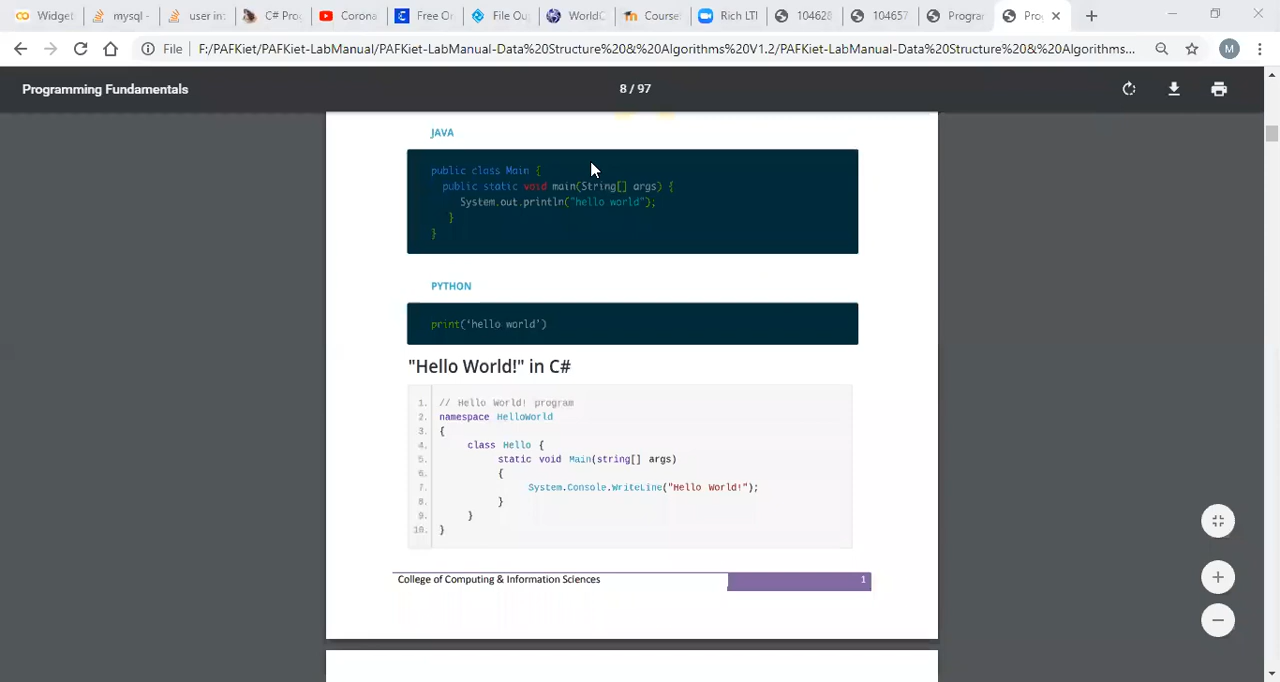 Widget
mysql -
user in
C# Pro
Corona
Free O
File Ou
World
Course
Rich LTI
104628
104657
Program
Pro
File
F:/PAFKiet/PAFKiet-LabManual/PAFKiet-LabManual-Data%20Structure%20&%20Algorithms%20V1.2/PAFKiet-LabManual-Data%20Structure%20&%20Algorithms...
M
Programming Fundamentals
8 / 97
JAVA
public class Main {
public static void main(String[] args) {
System.out.println("hello world");
}
}
PYTHON
print('hello world')
"Hello World!" in C#
1. // Hello World! program
2. namespace HelloWorld
3. {
4. class Hello {
5. static void Main(string[] args)
6. {
7. System.Console.WriteLine("Hello World!");
8. }
9. }
10. }
College of Computing & Information Sciences
1